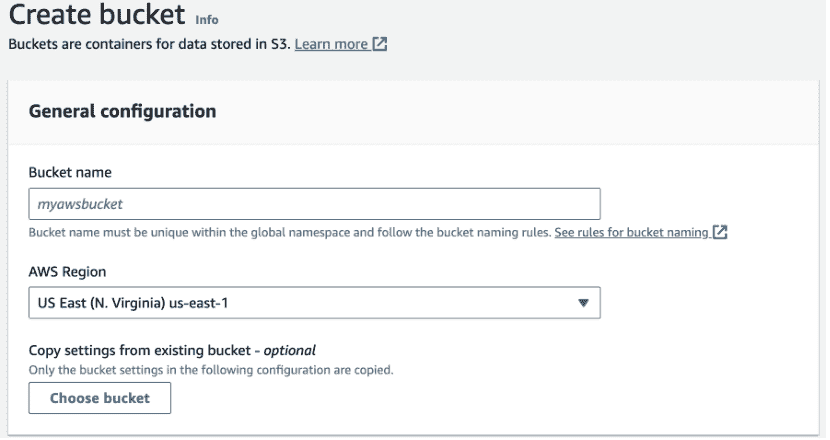 Create bucket Info
Buckets are containers for data stored in S3. Learn more
General configuration
Bucket name
myawsbucket
Bucket name must be unique within the global namespace and follow the bucket naming rules. See rules for bucket naming
AWS Region
US East (N. Virginia) us-east-1
Copy settings from existing bucket - optional
Only the bucket settings in the following configuration are copied.
Choose bucket